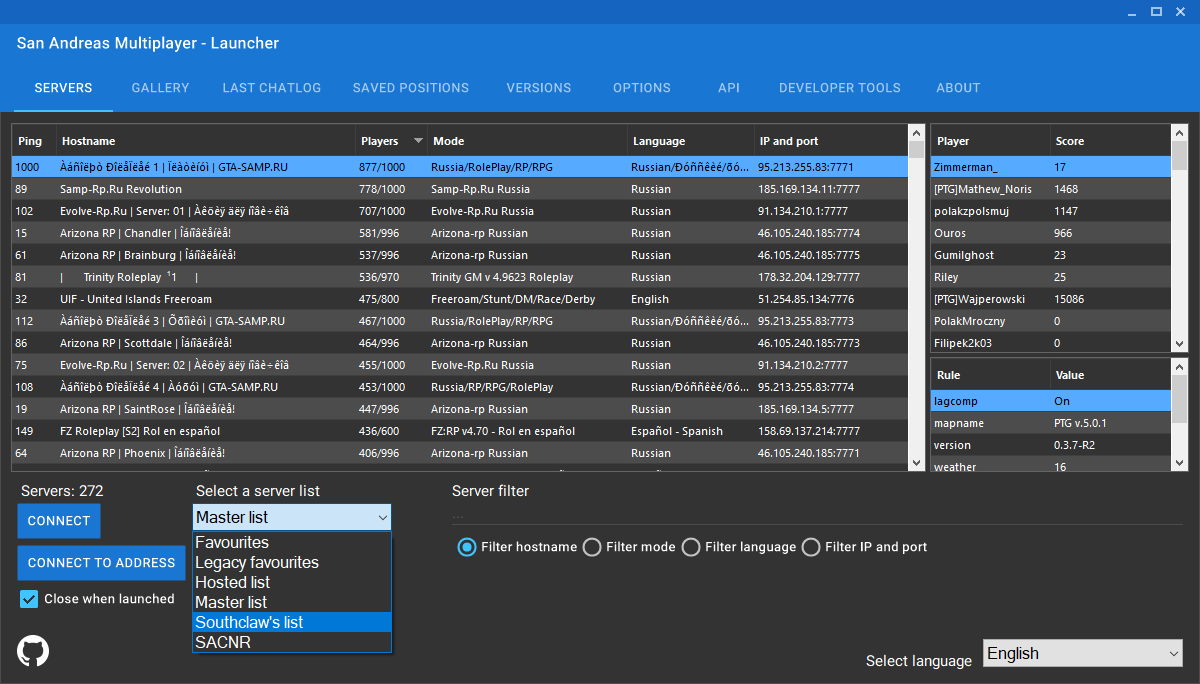 San Andreas Multiplayer - Launcher
SERVERS GALLERY LAST CHATLOG SAVED POSITIONS VERSIONS OPTIONS API DEVELOPER TOOLS ABOUT
Ping Hostname Players Mode Language IP and port
1000 Àáñîëþò ÐîëåÏëåé 1 | Ïëàòèíóì | GTA-SAMP.RU 877/1000 Russia/RolePlay/RP/RPG Russian/Ðóññêèé/ðó... 95.213.255.83:7771
89 Samp-Rp.Ru Revolution 778/1000 Samp-Rp.Ru Russia Russian 185.169.134.11:7777
102 Evolve-Rp.Ru | Server: 01 | Àêöèÿ äëÿ íîâè÷êîâ 707/1000 Evolve-Rp.Ru Russia Russian 91.134.210.1:7777
15 Arizona RP | Chandler | Îáíîâëåíèå! 581/996 Arizona-rp Russian Russian 46.105.240.185:7774
61 Arizona RP | Brainburg | Îáíîâëåíèå! 537/996 Arizona-rp Russian Russian 46.105.240.185:7775
81 | Trinity Roleplay ¹1 | 536/970 Trinity GM v 4.9623 Roleplay Russian 178.32.204.129:7777
32 UIF - United Islands Freeroam 475/800 Freeroam/Stunt/DM/Race/Derby English 51.254.85.134:7776
112 Àáñîëþò ÐîëåÏëåé 3 | Õðîìèóì | GTA-SAMP.RU 467/1000 Russia/RolePlay/RP/RPG Russian/Ðóññêèé/ðó... 95.213.255.83:7773
86 Arizona RP | Scottdale | Îáíîâëåíèå! 464/996 Arizona-rp Russian Russian 46.105.240.185:7773
75 Evolve-Rp.Ru | Server: 02 | Àêöèÿ äëÿ íîâè÷êîâ 455/1000 Evolve-Rp.Ru Russia Russian 91.134.210.2:7777
108 Àáñîëþò ÐîëåÏëåé 4 | Àóðóì | GTA-SAMP.RU 453/1000 Russia/RP/RPG/RolePlay Russian/Ðóññêèé/ðó... 95.213.255.83:7774
19 Arizona RP | SaintRose | Îáíîâëåíèå! 447/996 Arizona-rp Russian Russian 185.169.134.5:7777
149 FZ Roleplay [S2] Rol en español 436/600 FZ:RP v4.70 - Rol en español Español - Spanish 158.69.137.214:7777
64 Arizona RP | Phoenix | Îáíîâëåíèå! 406/996 Arizona-rp Russian Russian 46.105.240.185:7771
Player Score
Zimmerman_ 17
[PTG]Mathew_Noris 1468
polakzpolsmuj 1147
Ouros 966
Gumilghost 23
Riley 25
[PTG]Wajperowski 15086
PolakMroczny 0
Filipek2k03 0
Rule Value
lagcomp On
mapname PTG v.5.0.1
version 0.3.7-R2
weather 16
Servers: 272 Select a server list Server filter
CONNECT Master list ...
CONNECT TO ADDRESS
Close when launched
Favourites
Legacy favourites
Hosted list
Master list
Southclaw's list
SACNR
Filter hostname Filter mode Filter language Filter IP and port
Select language English